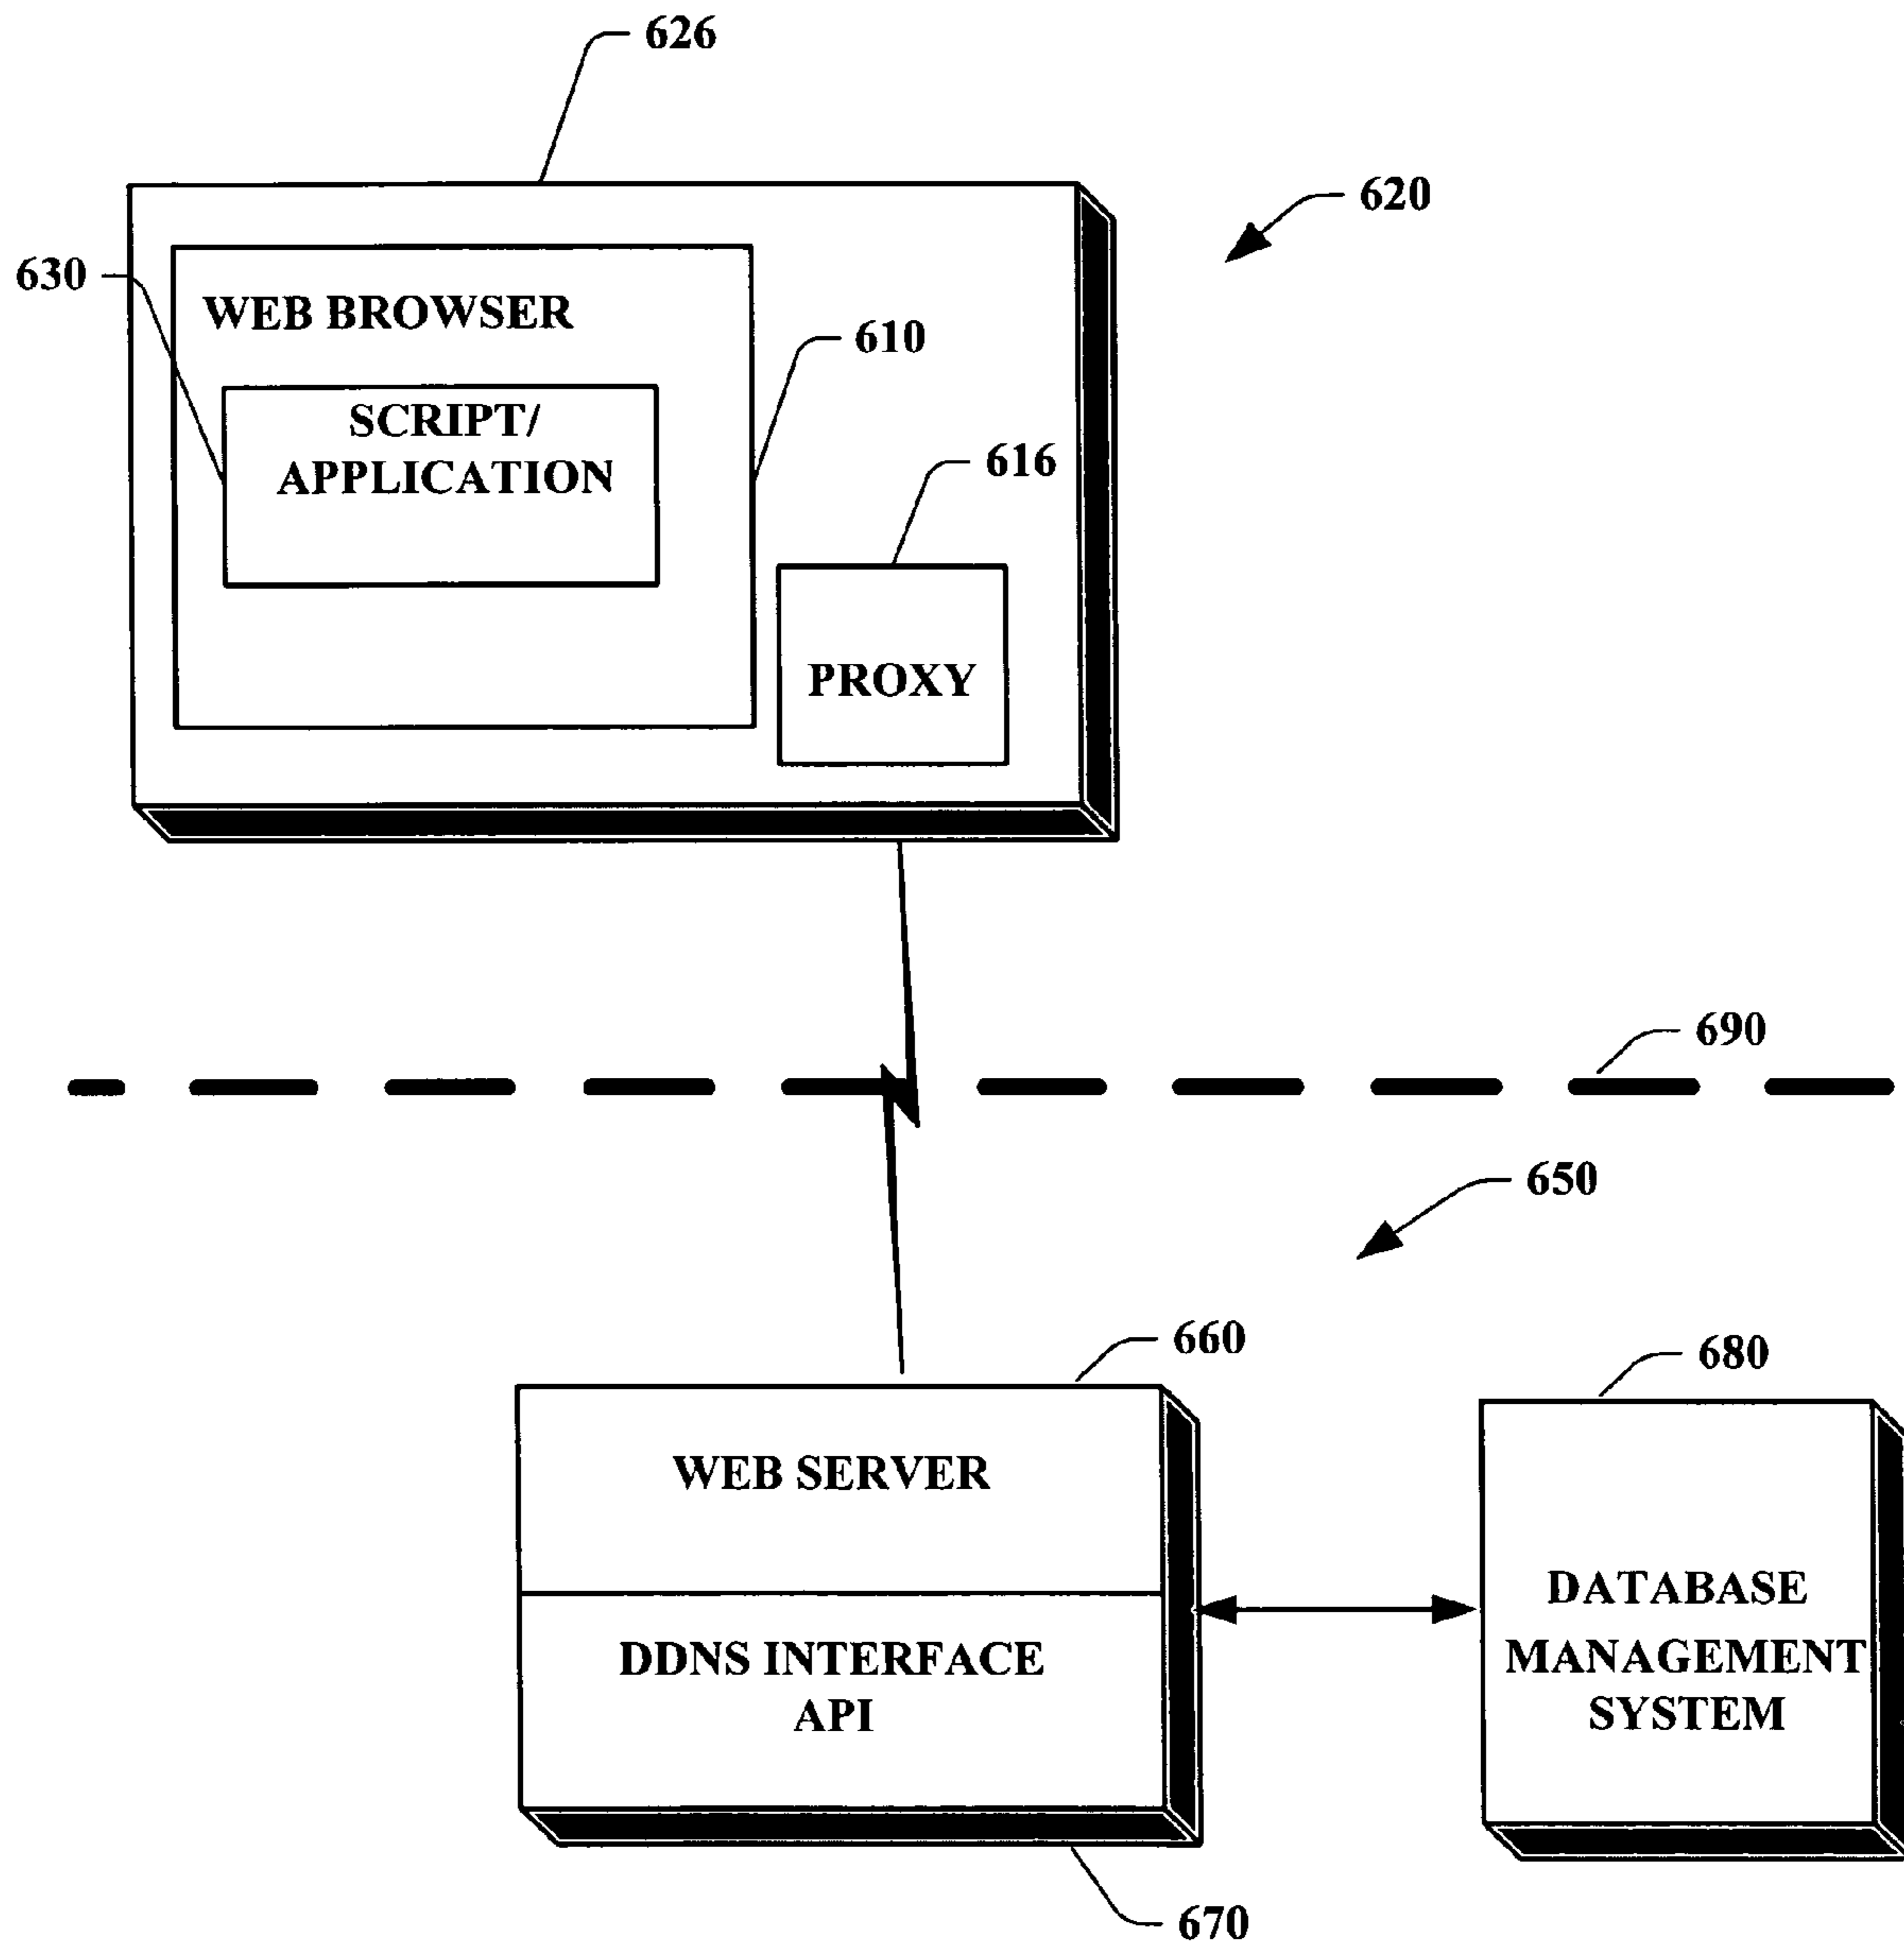 626
620
630
WEB BROWSER
610
SCRIPT/
APPLICATION
616
PROXY
690
650
660
680
WEB SERVER
DATABASE
MANAGEMENT
SYSTEM
DDNS INTERFACE
API
670